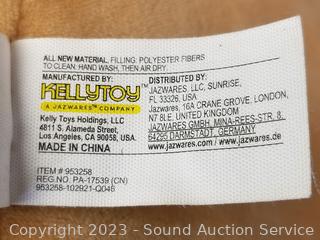 ALL NEW MATERIAL, FILLING: POLYESTER FIBERS
TO CLEAN: HAND WASH, THEN AIR DRY.
MANUFACTURED BY:
KELLYTOY
A JAZWARES™ COMPANY
Kelly Toys Holdings, LLC
4811 S. Alameda Street,
Los Angeles, CA 90058, USA
MADE IN CHINA
DISTRIBUTED BY:
JAZWARES, LLC, SUNRISE,
FL 33326, USA
Jazwares, 16A CRANE GROVE, LONDON,
N7 8LE, UNITED KINGDOM
JAZWARES GMBH, MINA-REES-STR. 8,
64295 DARMSTADT, GERMANY
www.jazwares.com / www.jazwares.de
ITEM # 953258
REG.NO. PA-17539 (CN)
953258-102921-Q046
Copyright 2023 - Sound Auction Service